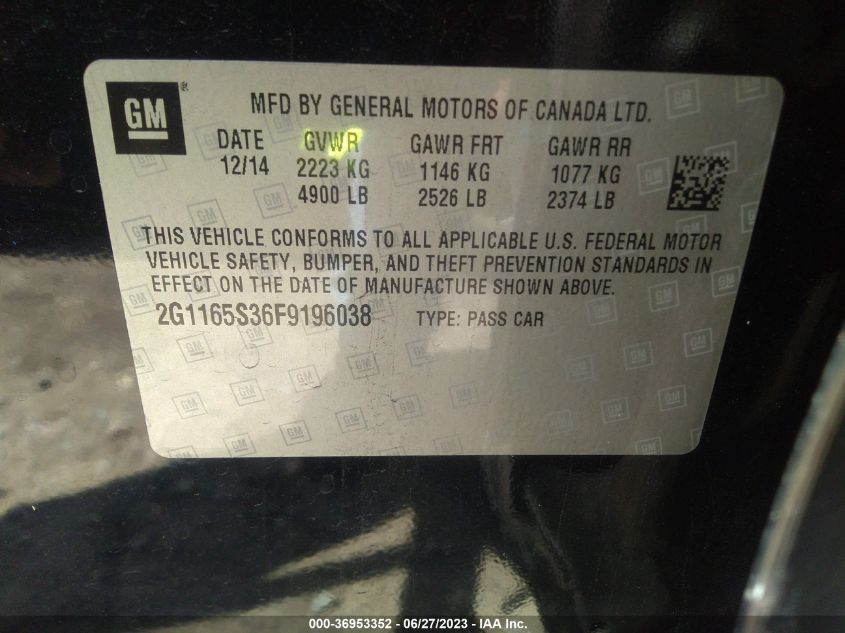 GM®
MFD BY GENERAL MOTORS OF CANADA LTD.
DATE GVWR GAWR FRT GAWR RR
12/14 2223 KG 1146 KG 1077 KG
4900 LB 2526 LB 2374 LB
THIS VEHICLE CONFORMS TO ALL APPLICABLE U.S. FEDERAL MOTOR
VEHICLE SAFETY, BUMPER, AND THEFT PREVENTION STANDARDS IN
EFFECT ON THE DATE OF MANUFACTURE SHOWN ABOVE.
2G1165S36F9196038 TYPE: PASS CAR
000-36953352 - 06/27/2023 - IAA Inc.